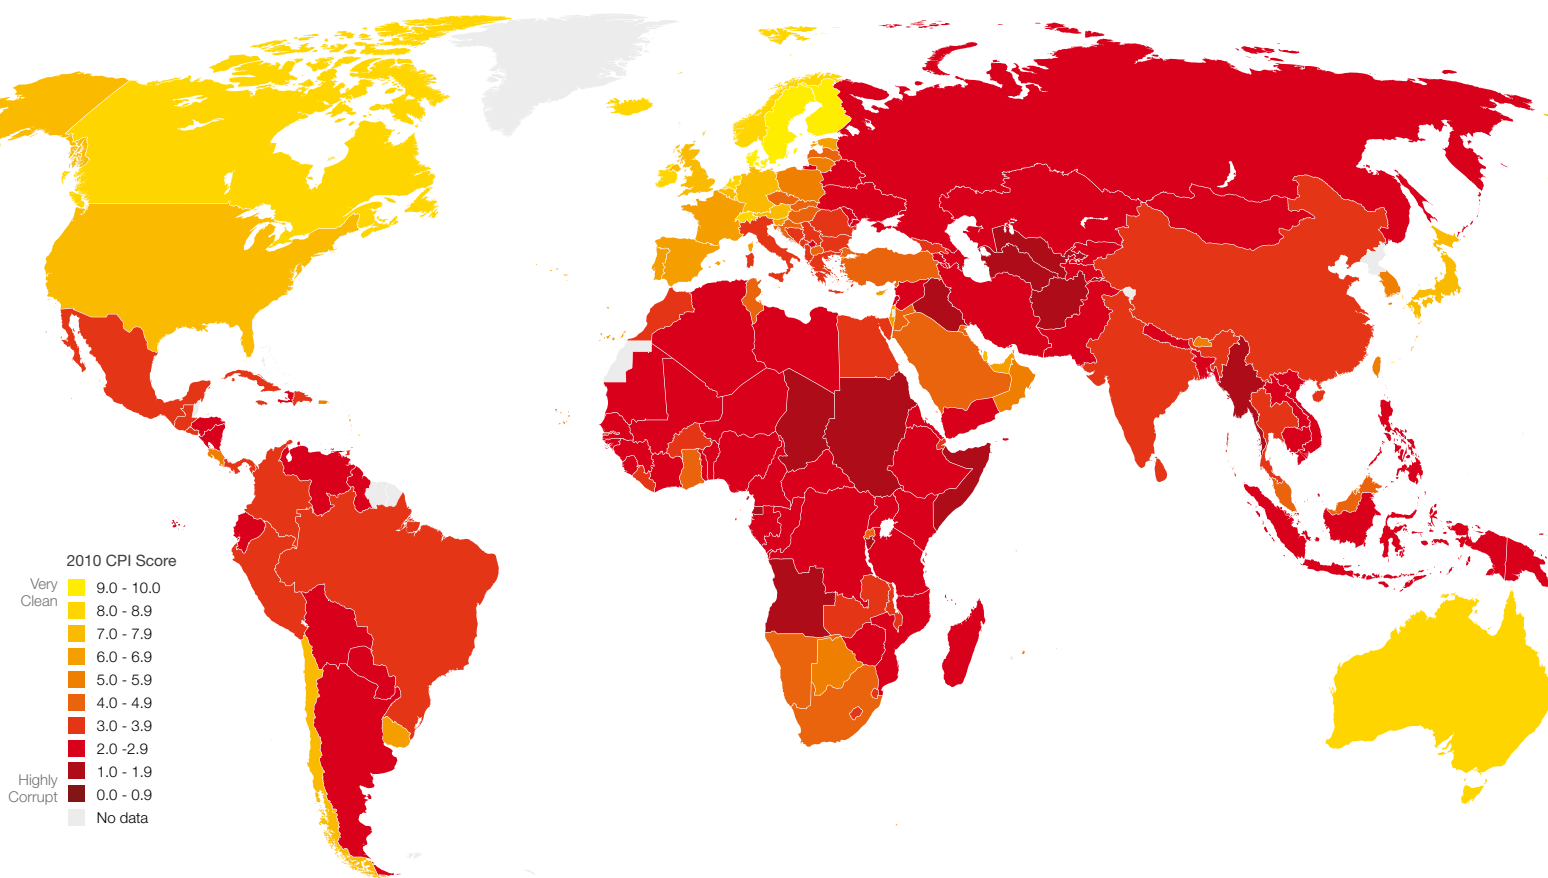 2010 CPI Score
Very
Clean
9.0 - 10.0
8.0 - 8.9
7.0 - 7.9
6.0 - 6.9
5.0 - 5.9
4.0 - 4.9
3.0 - 3.9
2.0 -2.9
1.0 - 1.9
0.0 - 0.9
Highly
Corrupt
No data